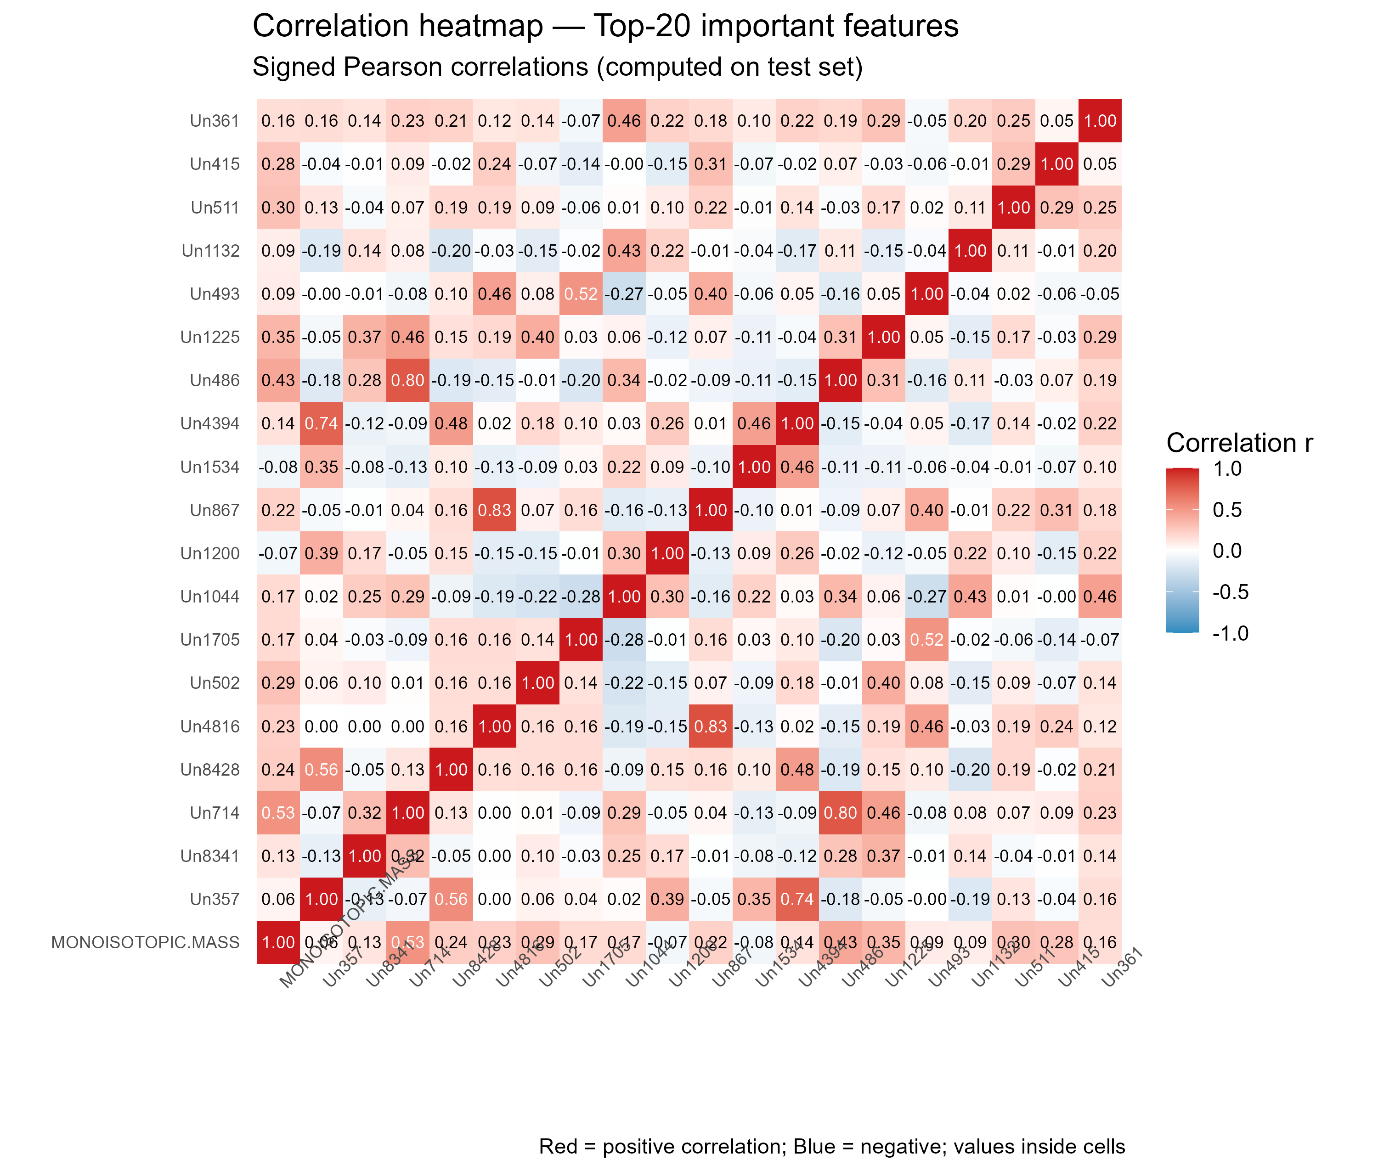 Correlation heatmap — Top-20 important features
Signed Pearson correlations (computed on test set)
Un361 0.16 0.16 0.14 0.23 0.21 0.12 0.14 -0.07 0.46 0.22 0.18 0.10 0.22 0.19 0.29 -0.05 0.20 0.25 0.05 1.00
Un415 0.28 -0.04 -0.01 0.09 -0.02 0.24 -0.07 -0.14 -0.00 -0.15 0.31 -0.07 -0.02 0.07 -0.03 -0.06 -0.01 0.29 1.00 0.05
Un511 0.30 0.13 -0.04 0.07 0.19 0.19 0.09 -0.06 0.01 0.10 0.22 -0.01 0.14 -0.03 0.17 0.02 0.11 1.00 0.29 0.25
Un1132 0.09 -0.19 0.14 0.08 -0.20 -0.03 -0.15 -0.02 0.43 0.22 -0.01 -0.04 -0.17 0.11 -0.15 -0.04 1.00 0.11 -0.01 0.20
Un493 0.09 -0.00 -0.01 -0.08 0.10 0.46 0.08 0.52 -0.27 -0.05 0.40 -0.06 0.05 -0.16 0.05 1.00 -0.04 0.02 -0.06 -0.05
Un1225 0.35 -0.05 0.37 0.46 0.15 0.19 0.40 0.03 0.06 -0.12 0.07 -0.11 -0.04 0.31 1.00 0.05 -0.15 0.17 -0.03 0.29
Un486 0.43 -0.18 0.28 0.80 -0.19 -0.15 -0.01 -0.20 0.34 -0.02 -0.09 -0.11 -0.15 1.00 0.31 -0.16 0.11 -0.03 0.07 0.19
Un4394 0.14 0.74 -0.12 -0.09 0.48 0.02 0.18 0.10 0.03 0.26 0.01 0.46 1.00 -0.15 -0.04 0.05 -0.17 0.14 -0.02 0.22
Un1534 -0.08 0.35 -0.08 -0.13 0.10 -0.13 -0.09 0.03 0.22 0.09 -0.10 1.00 0.46 -0.11 -0.11 -0.06 -0.04 -0.01 -0.07 0.10
Un867 0.22 -0.05 -0.01 0.04 0.16 0.83 0.07 0.16 -0.16 -0.13 1.00 -0.10 0.01 -0.09 0.07 0.40 -0.01 0.22 0.31 0.18
Un1200 -0.07 0.39 0.17 -0.05 0.15 -0.15 -0.15 -0.01 0.30 1.00 -0.13 0.09 0.26 -0.02 -0.12 -0.05 0.22 0.10 -0.15 0.22
Un1044 0.17 0.02 0.25 0.29 -0.09 -0.19 -0.22 -0.28 1.00 0.30 -0.16 0.22 0.03 0.34 0.06 -0.27 0.43 0.01 -0.00 0.46
Un1705 0.17 0.04 -0.03 -0.09 0.16 0.16 0.14 1.00 -0.28 -0.01 0.16 0.03 0.10 -0.20 0.03 0.52 -0.02 -0.06 -0.14 -0.07
Un502 0.29 0.06 0.10 0.01 0.16 0.16 1.00 0.14 -0.22 -0.15 0.07 -0.09 0.18 -0.01 0.40 0.08 -0.15 0.09 -0.07 0.14
Un4816 0.23 0.00 0.00 0.00 0.16 1.00 0.16 0.16 -0.19 -0.15 0.83 -0.13 0.02 -0.15 0.19 0.46 -0.03 0.19 0.24 0.12
Un8428 0.24 0.56 -0.05 0.13 1.00 0.16 0.16 0.16 -0.09 0.15 0.16 0.10 0.48 -0.19 0.15 0.10 -0.20 0.19 -0.02 0.21
Un714 0.53 -0.07 0.32 1.00 0.13 0.00 0.01 -0.09 0.29 -0.05 0.04 -0.13 -0.09 0.80 0.46 -0.08 0.08 0.07 0.09 0.23
Un8341 0.13 -0.13 1.00 0.32 -0.05 0.00 0.10 -0.03 0.25 0.17 -0.01 -0.08 -0.12 0.28 0.37 -0.01 0.14 -0.04 -0.01 0.14
Un357 0.06 1.00 -0.13 -0.07 0.56 0.00 0.06 0.04 0.02 0.39 -0.05 0.35 0.74 -0.18 -0.05 -0.00 -0.19 0.13 -0.04 0.16
MONOISOTOPIC.MASS 1.00 0.06 0.13 0.53 0.24 0.23 0.29 0.17 0.17 -0.07 0.22 -0.08 0.14 0.43 0.35 0.09 0.09 0.30 0.28 0.16
MONOISOTOPIC.MASS Un357 Un8341 Un714 Un8428 Un4816 Un502 Un1705 Un1044 Un1200 Un867 Un1534 Un4394 Un486 Un1225 Un493 Un1132 Un511 Un415 Un361
Correlation r
1.0
0.5
0.0
-0.5
-1.0
Red = positive correlation; Blue = negative; values inside cells